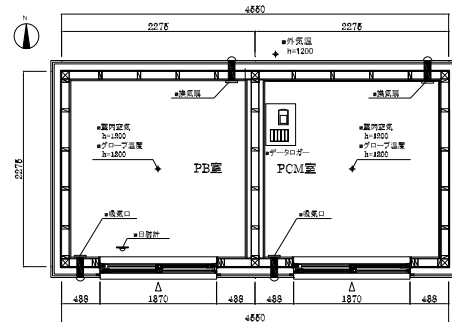 4550
2275
2275
N
■外気温
h=1200
■換気扇
■換気扇
■室内空気
h=1200
■グローブ温度
h=1200
■データロガー
■室内空気
h=1200
■グローブ温度
h=1200
PB室
PCM室
2275
■吸気口
■日射計
■吸気口
488
1870
488
488
1870
488
4550